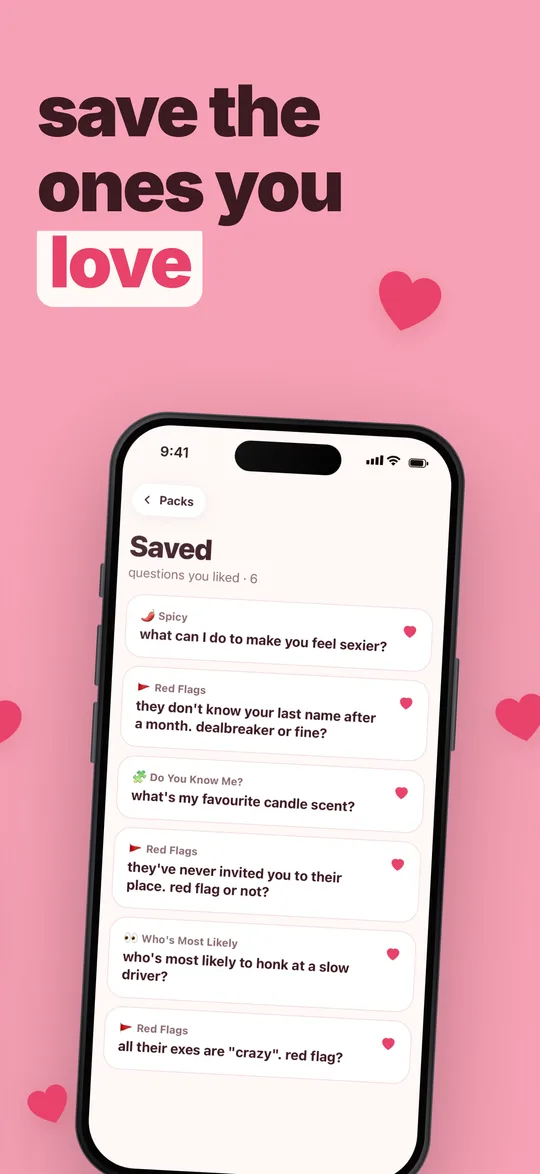 save the
ones you
love
9:41
Packs
Saved
questions you liked · 6
Spicy
what can I do to make you feel sexier?
Red Flags
they don't know your last name after
a month. dealbreaker or fine?
Do You Know Me?
what's my favourite candle scent?
Red Flags
they've never invited you to their
place. red flag or not?
Who's Most Likely
who's most likely to honk at a slow
driver?
Red Flags
all their exes are "crazy". red flag?